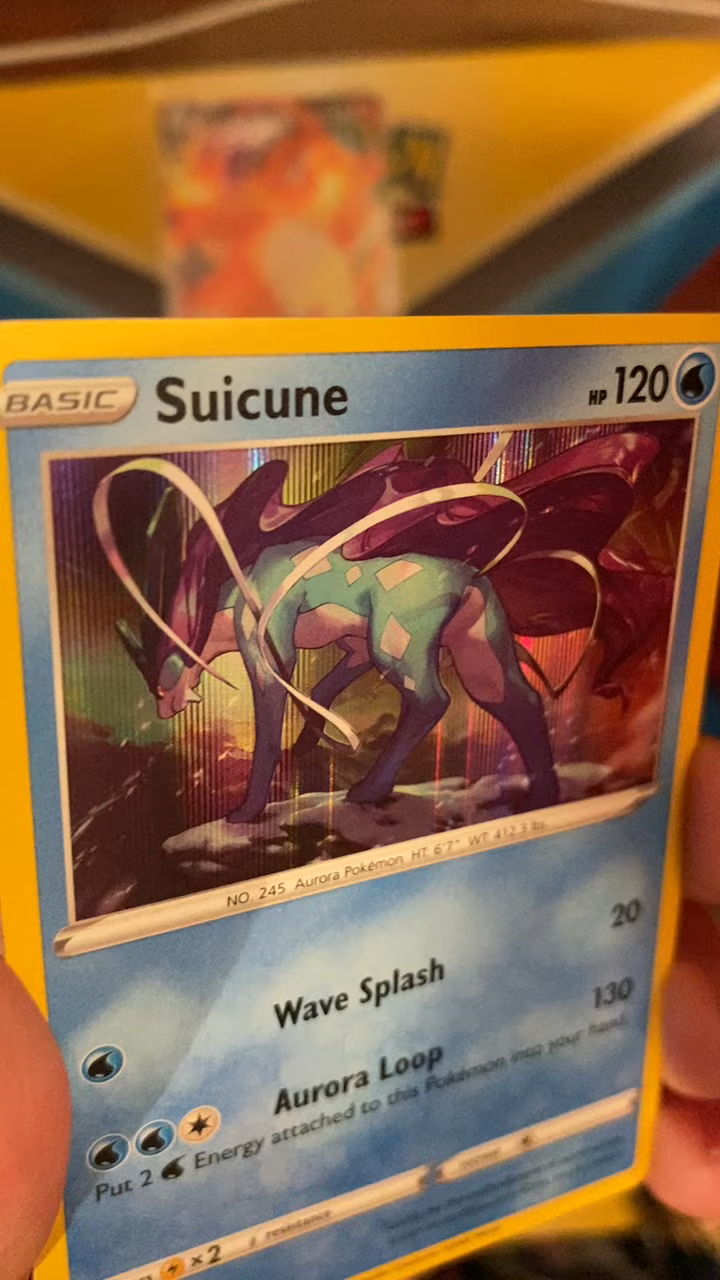 BASIC Suicune HP 120
NO. 245 Aurora Pokémon HT: 6'7" WT: 412.3 lbs.
Wave Splash 20
Aurora Loop 130
Put 2 Energy attached to this Pokémon into your hand.
×2 resistance